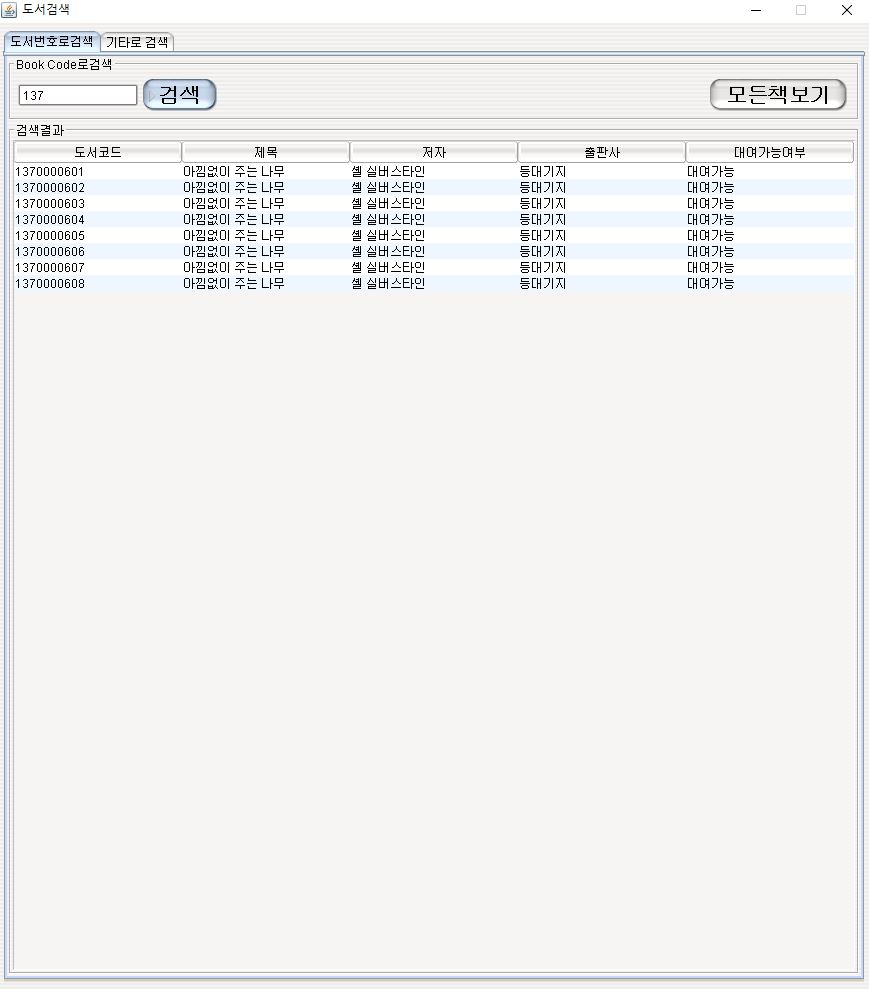 도서검색
도서번호로검색 기타로 검색
Book Code로검색
137 검색 모든책보기
검색결과
도서코드 제목 저자 출판사 대여가능여부
1370000601 아낌없이 주는 나무 셸 실버스타인 등대기지 대여가능
1370000602 아낌없이 주는 나무 셸 실버스타인 등대기지 대여가능
1370000603 아낌없이 주는 나무 셸 실버스타인 등대기지 대여가능
1370000604 아낌없이 주는 나무 셸 실버스타인 등대기지 대여가능
1370000605 아낌없이 주는 나무 셸 실버스타인 등대기지 대여가능
1370000606 아낌없이 주는 나무 셸 실버스타인 등대기지 대여가능
1370000607 아낌없이 주는 나무 셸 실버스타인 등대기지 대여가능
1370000608 아낌없이 주는 나무 셸 실버스타인 등대기지 대여가능